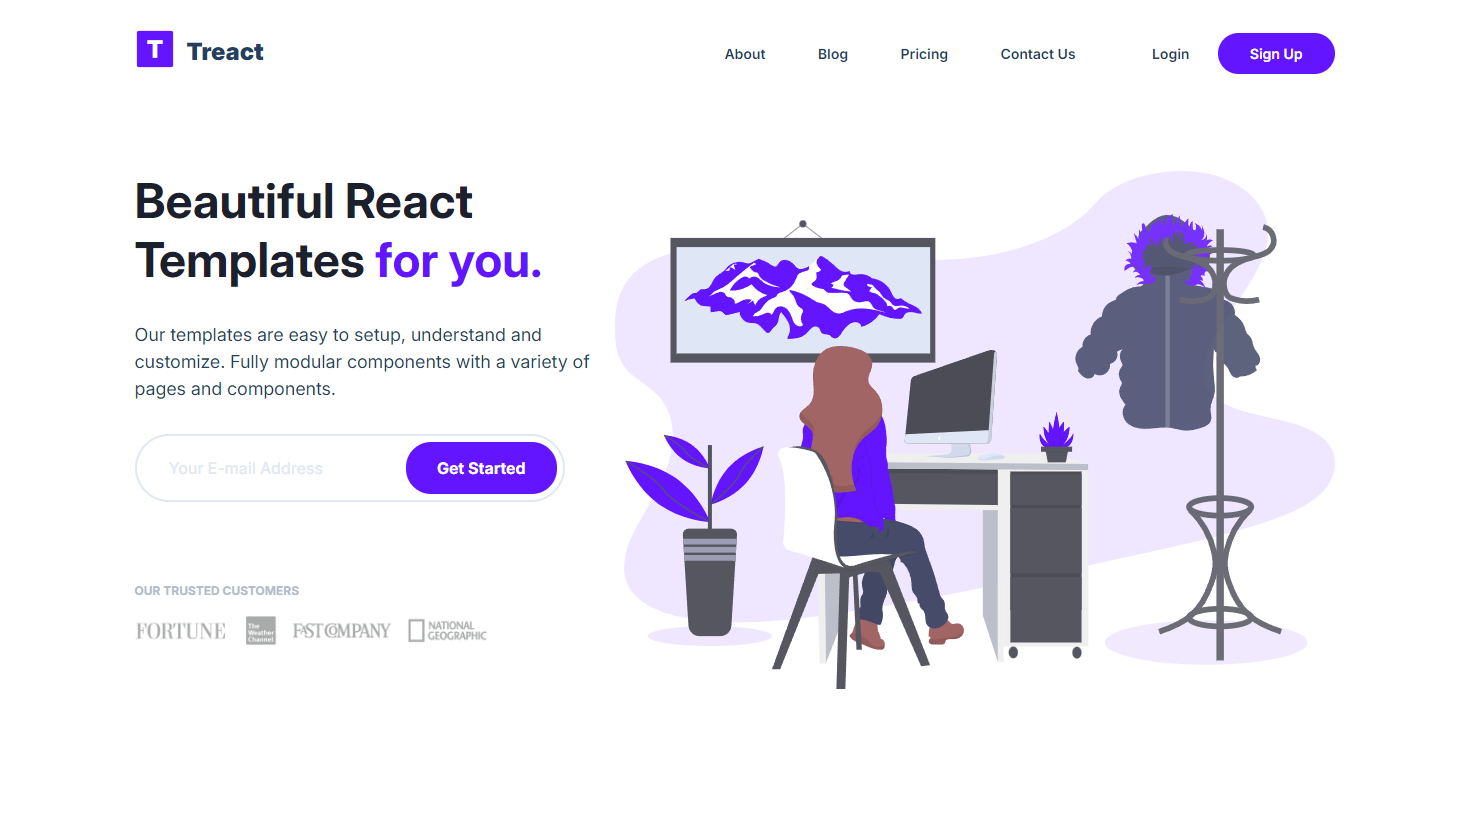 T Treact
About Blog Pricing Contact Us Login Sign Up
Beautiful React
Templates for you.
Our templates are easy to setup, understand and
customize. Fully modular components with a variety of
pages and components.
Your E-mail Address
Get Started
OUR TRUSTED CUSTOMERS
FORTUNE
The
Weather
Channel
FAST COMPANY
NATIONAL
GEOGRAPHIC